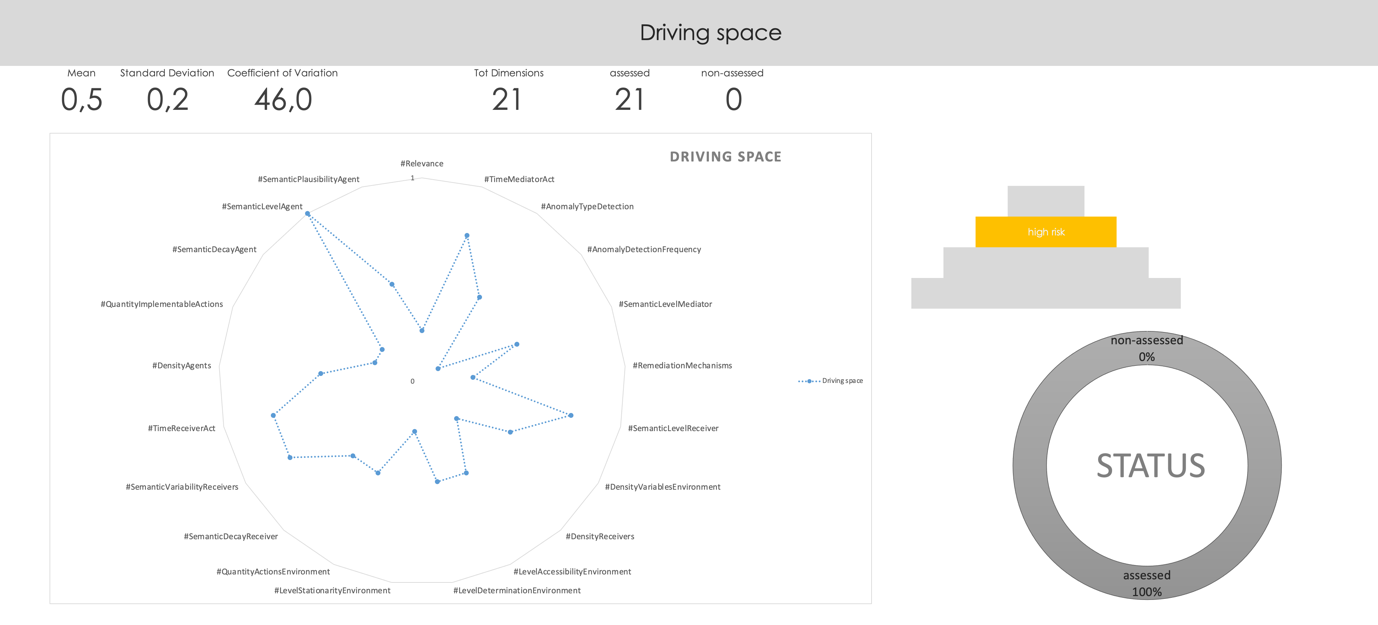 Driving space
Mean Standard Deviation Coefficient of Variation Tot Dimensions assessed non-assessed
0,5 0,2 46,0 21 21 0
DRIVING SPACE
#Relevance
#SemanticPlausibilityAgent 1 #TimeMediatorAct
#SemanticLevelAgent #AnomalyTypeDetection
#SemanticDecayAgent #AnomalyDetectionFrequency
#QuantityImplementableActions #SemanticLevelMediator
#DensityAgents #RemediationMechanisms
0
Driving space
#TimeReceiverAct #SemanticLevelReceiver
#SemanticVariabilityReceivers #DensityVariablesEnvironment
#SemanticDecayReceiver #DensityReceivers
#QuantityActionsEnvironment #LevelAccessibilityEnvironment
#LevelStationarityEnvironment #LevelDeterminationEnvironment
high risk
non-assessed
0%
STATUS
assessed
100%